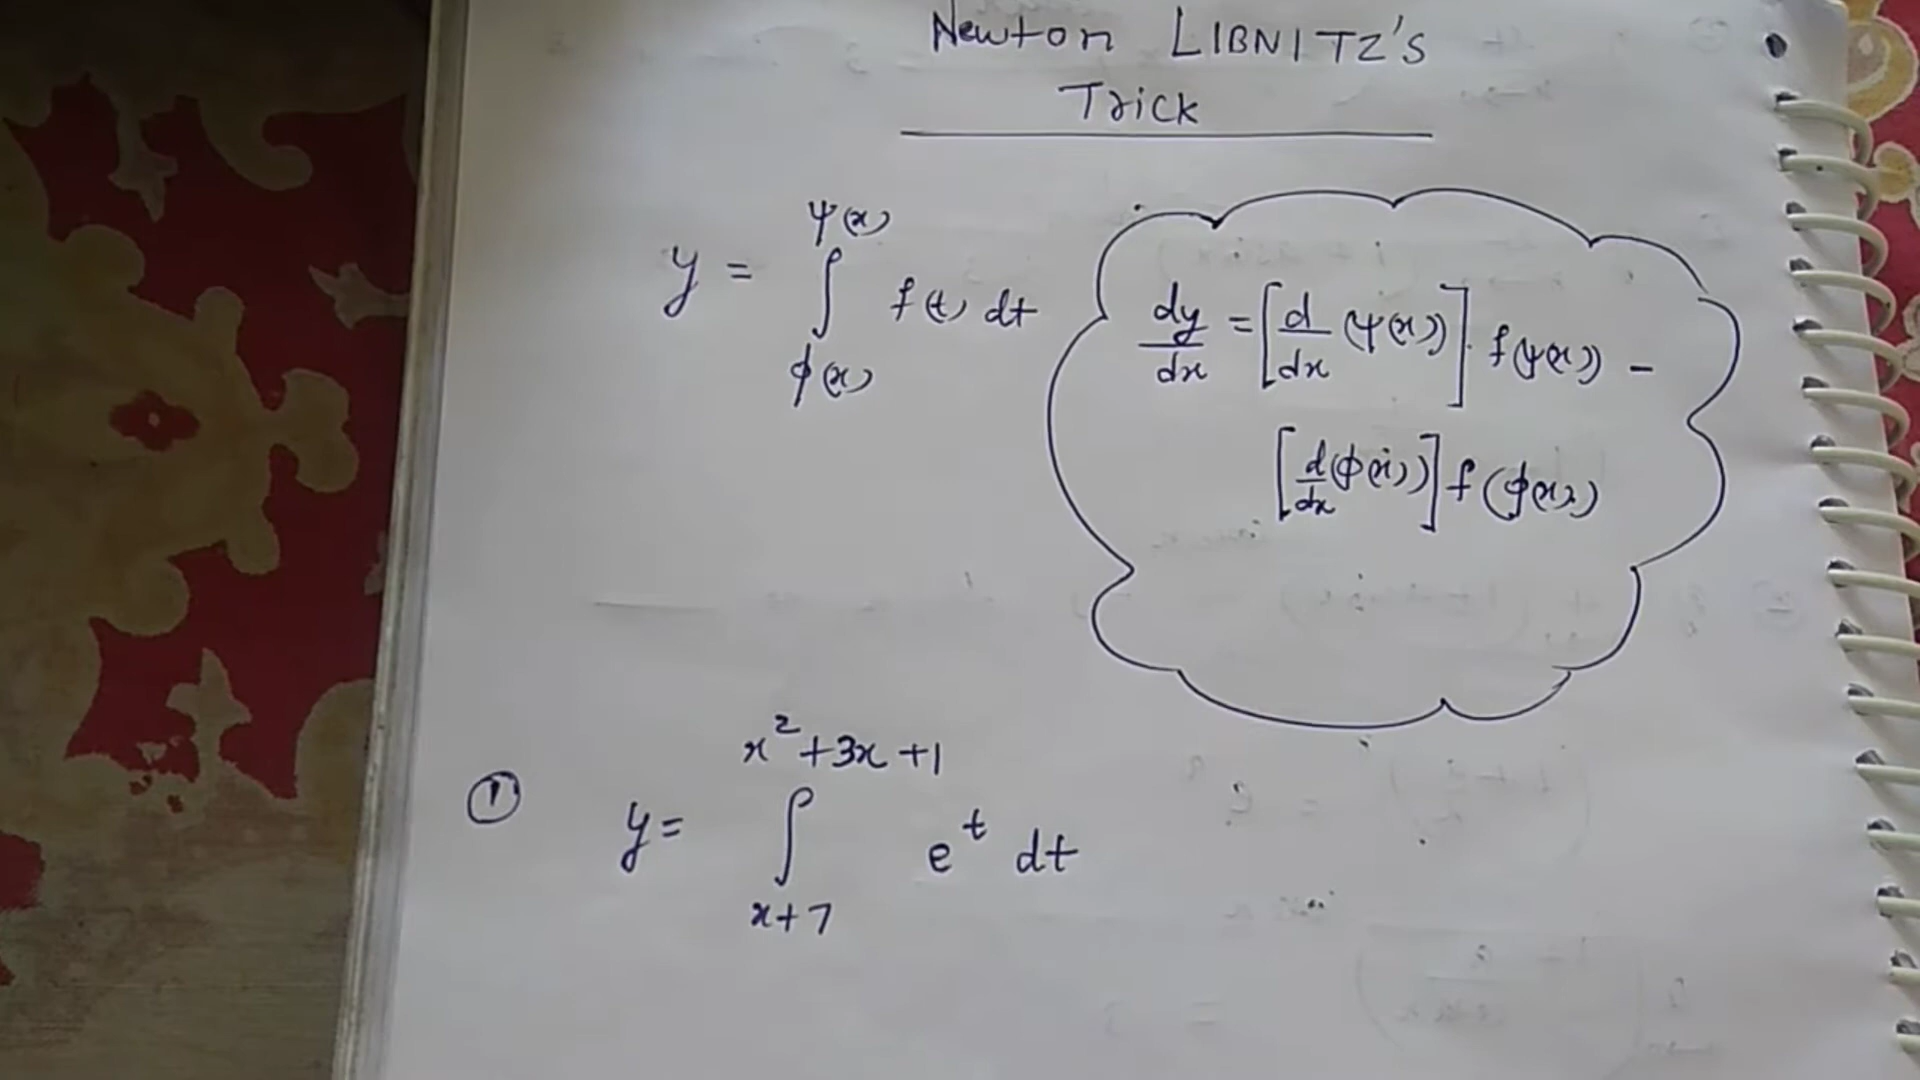 Newton LIBNITZ'S
Trick
y = ∫_{ϕ(x)}^{ψ(x)} f(t) dt
dy/dx = [d/dx (ψ(x))] . f(ψ(x)) -
[d/dx (ϕ(x))] f(ϕ(x))
① y = ∫_{x+7}^{x²+3x+1} e^t dt